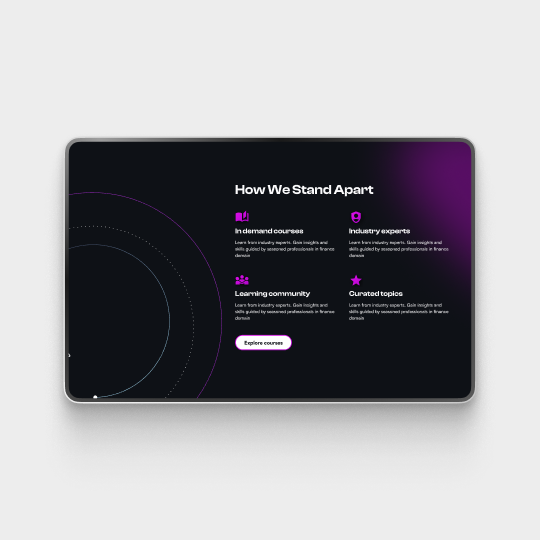 How We Stand Apart
In demand courses
Learn from industry experts. Gain insights and
skills guided by seasoned professionals in finance
domain
Industry experts
Learn from industry experts. Gain insights and
skills guided by seasoned professionals in finance
domain
Learning community
Learn from industry experts. Gain insights and
skills guided by seasoned professionals in finance
domain
Curated topics
Learn from industry experts. Gain insights and
skills guided by seasoned professionals in finance
domain
Explore courses